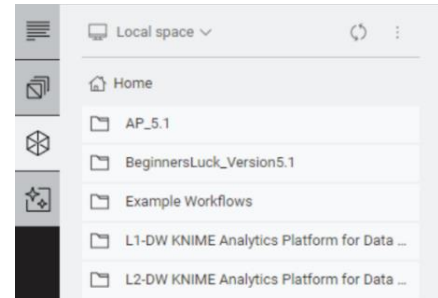 Local space
Home
AP_5.1
BeginnersLuck_Version5.1
Example Workflows
L1-DW KNIME Analytics Platform for Data ...
L2-DW KNIME Analytics Platform for Data ...